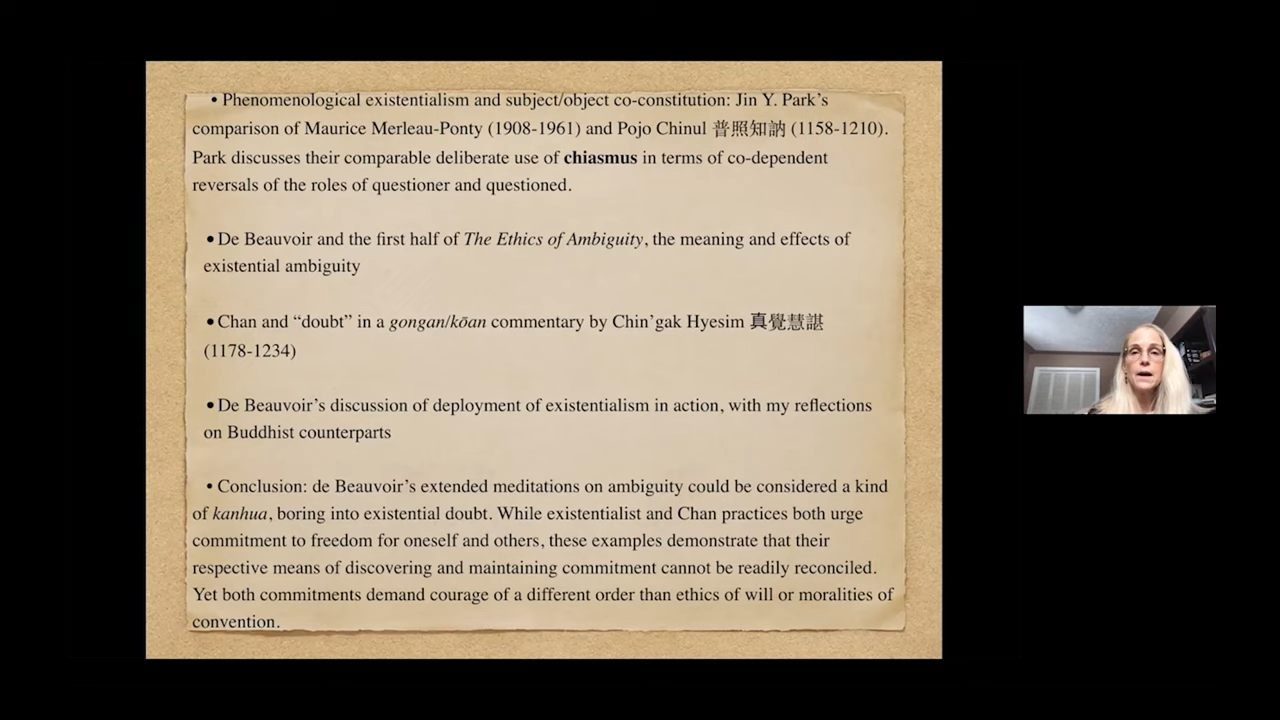 • Phenomenological existentialism and subject/object co-constitution: Jin Y. Park’s
comparison of Maurice Merleau-Ponty (1908-1961) and Pojo Chinul 普照知訥 (1158-1210).
Park discusses their comparable deliberate use of chiasmus in terms of co-dependent
reversals of the roles of questioner and questioned.
• De Beauvoir and the first half of The Ethics of Ambiguity, the meaning and effects of
existential ambiguity
• Chan and “doubt” in a gongan/kōan commentary by Chin’gak Hyesim 真覺慧諶
(1178-1234)
• De Beauvoir’s discussion of deployment of existentialism in action, with my reflections
on Buddhist counterparts
• Conclusion: de Beauvoir’s extended meditations on ambiguity could be considered a kind
of kanhua, boring into existential doubt. While existentialist and Chan practices both urge
commitment to freedom for oneself and others, these examples demonstrate that their
respective means of discovering and maintaining commitment cannot be readily reconciled.
Yet both commitments demand courage of a different order than ethics of will or moralities of
convention.